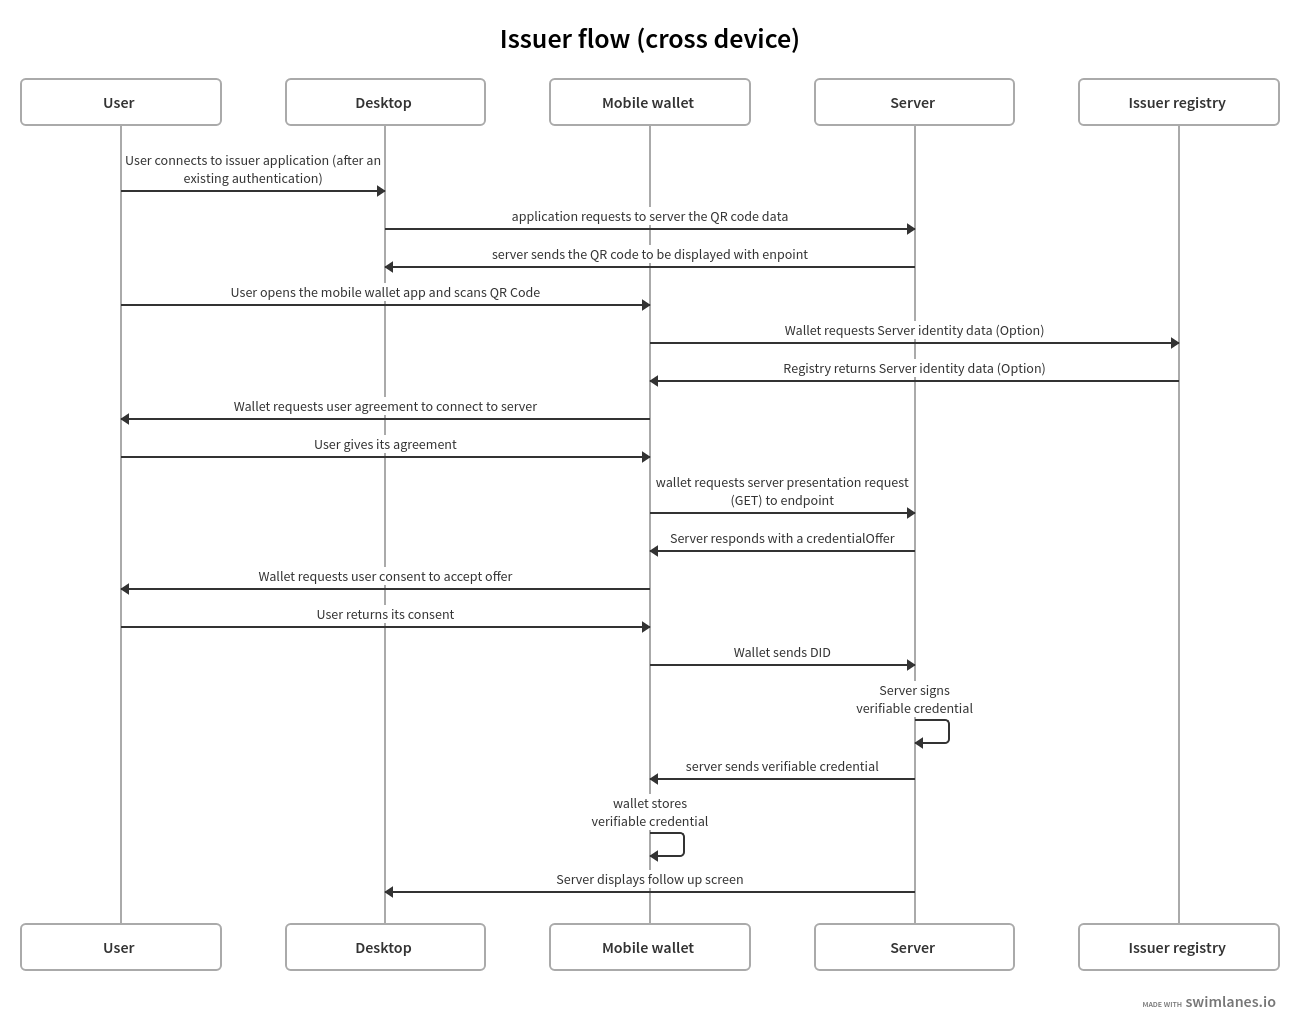 Issuer flow (cross device)
User
Desktop
Mobile wallet
Server
Issuer registry
User connects to issuer application (after an
existing authentication)
application requests to server the QR code data
server sends the QR code to be displayed with enpoint
User opens the mobile wallet app and scans QR Code
Wallet requests Server identity data (Option)
Registry returns Server identity data (Option)
Wallet requests user agreement to connect to server
User gives its agreement
wallet requests server presentation request
(GET) to endpoint
Server responds with a credentialOffer
Wallet requests user consent to accept offer
User returns its consent
Wallet sends DID
Server signs
verifiable credential
server sends verifiable credential
wallet stores
verifiable credential
Server displays follow up screen
User
Desktop
Mobile wallet
Server
Issuer registry
MADE WITH swimlanes.io